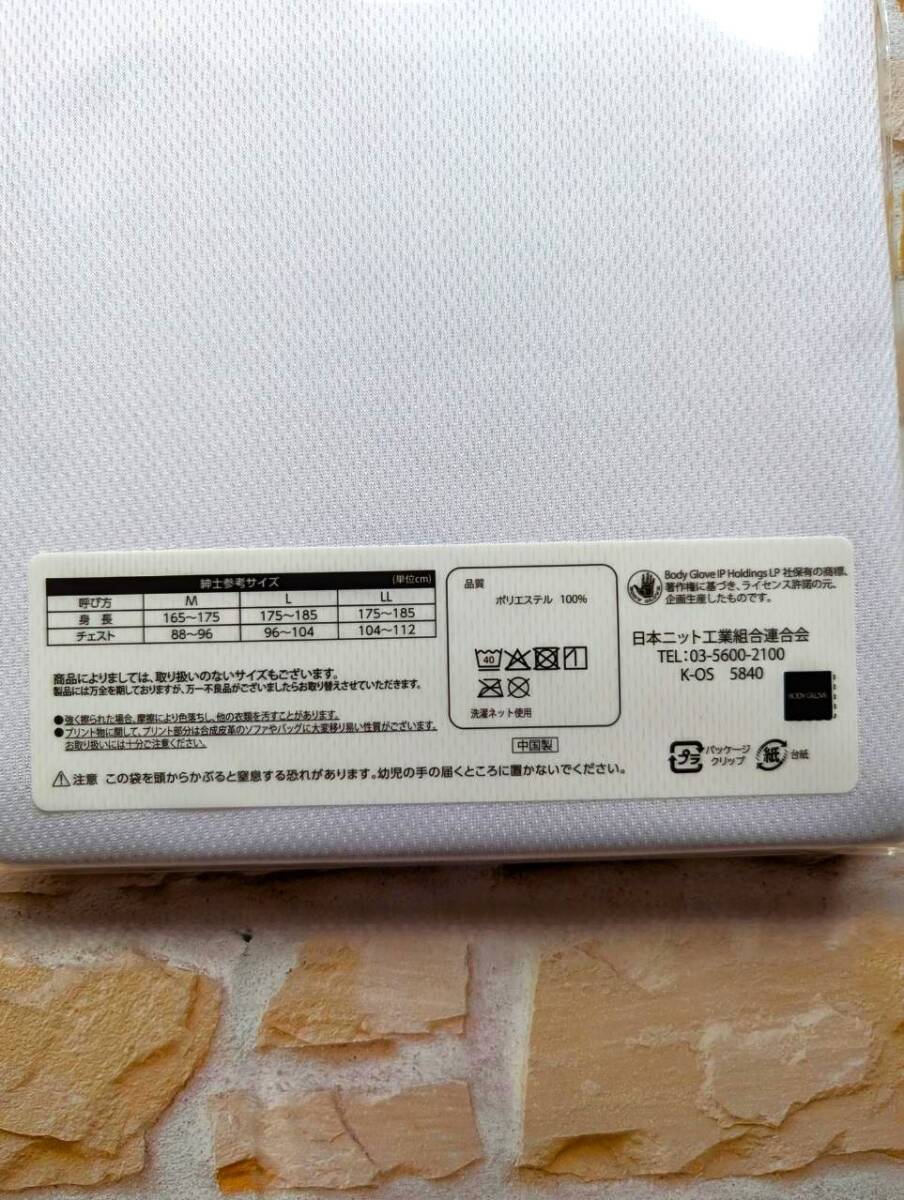 紳士参考サイズ (単位cm)
呼び方 M L LL
身 長 165〜175 175〜185 175〜185
チェスト 88〜96 96〜104 104〜112
商品によりましては、取り扱いのないサイズもございます。
製品には万全を期しておりますが、万一不良品がございましたらお取り替えさせていただきます。
●強く擦られた場合、摩擦により色落ちし、他の衣類を汚すことがあります。
●プリント物に関して、プリント部分は合成皮革のソファやバッグに大変移り易い性質がございます。
お取り扱いには十分ご注意ください。
品質
ポリエステル 100%
40
洗濯ネット使用
中国製
Body Glove IP Holdings LP 社保有の商標、
著作権に基づき、ライセンス許諾の元、
企画生産したものです。
日本ニット工業組合連合会
TEL:03-5600-2100
K-OS 5840
BODY GLOVE
プラ パッケージ
クリップ
紙 台紙
注意 この袋を頭からかぶると窒息する恐れがあります。幼児の手の届くところに置かないでください。